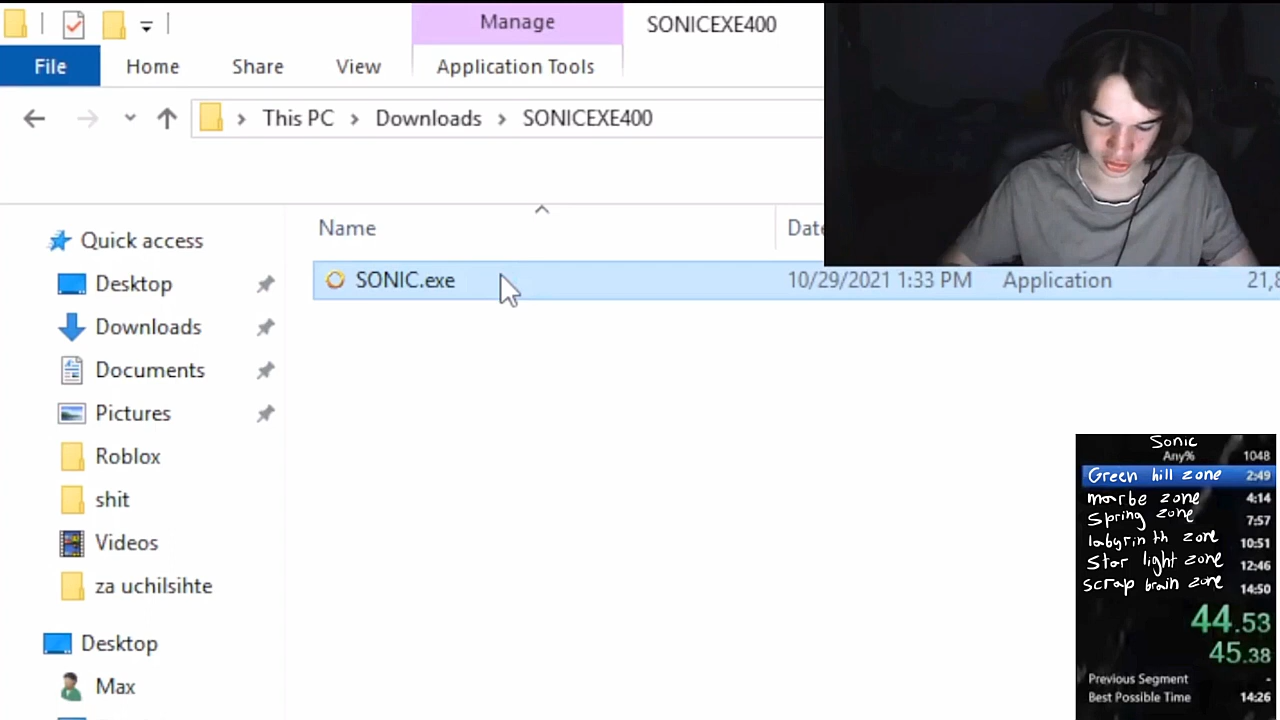 Manage
SONICEXE400
File
Home
Share
View
Application Tools
This PC
Downloads
SONICEXE400
Name
Date
Quick access
SONIC.exe
10/29/2021 1:33 PM
Application
21,8
Desktop
Downloads
Documents
Pictures
Roblox
shit
Videos
za uchilsihte
Desktop
Max
Sonic
Any% 1048
Green hill zone 2:49
marbe zone 4:14
Spring zone 7:57
labyrinth zone 10:51
Star light zone 12:46
scrap brain zone 14:50
44.53
45.38
Previous Segment -
Best Possible Time 14:26